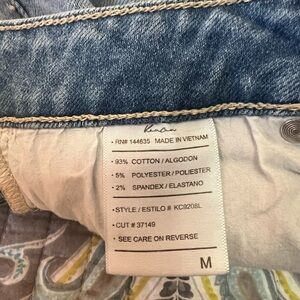 KanCan
• RN# 144635 MADE IN VIETNAM
• 93% COTTON / ALGODON
• 5% POLYESTER / POLIESTER
• 2% SPANDEX / ELASTANO
• STYLE / ESTILO # KC9208L
• CUT # 37149
• SEE CARE ON REVERSE
M